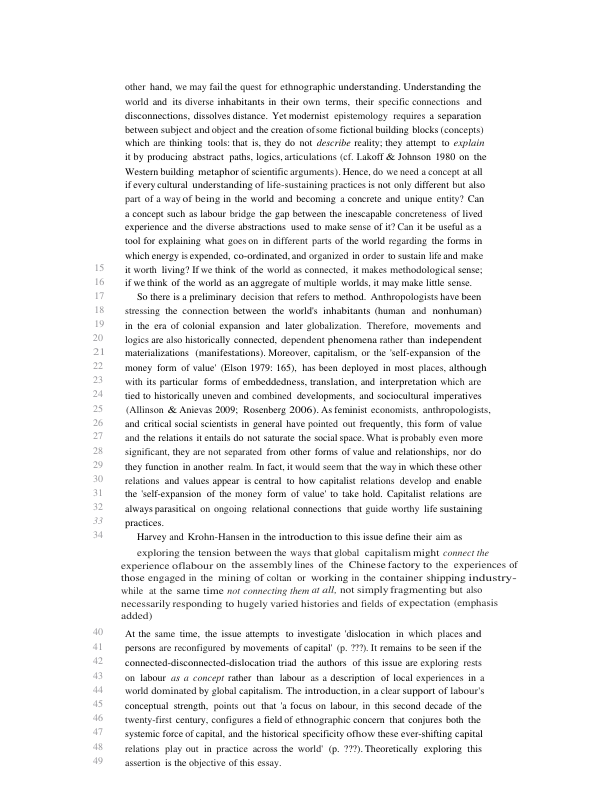 other hand, we may fail the quest for ethnographic understanding. Understanding the
world and its diverse inhabitants in their own terms, their specific connections and
disconnections, dissolves distance. Yet modernist epistemology requires a separation
between subject and object and the creation of some fictional building blocks (concepts)
which are thinking tools: that is, they do not describe reality; they attempt to explain
it by producing abstract paths, logics, articulations (cf. Lakoff & Johnson 1980 on the
Western building metaphor of scientific arguments). Hence, do we need a concept at all
if every cultural understanding of life-sustaining practices is not only different but also
part of a way of being in the world and becoming a concrete and unique entity? Can
a concept such as labour bridge the gap between the inescapable concreteness of lived
experience and the diverse abstractions used to make sense of it? Can it be useful as a
tool for explaining what goes on in different parts of the world regarding the forms in
which energy is expended, co-ordinated, and organized in order to sustain life and make
15 it worth living? If we think of the world as connected, it makes methodological sense;
16 if we think of the world as an aggregate of multiple worlds, it may make little sense.
17 So there is a preliminary decision that refers to method. Anthropologists have been
18 stressing the connection between the world's inhabitants (human and nonhuman)
19 in the era of colonial expansion and later globalization. Therefore, movements and
20 logics are also historically connected, dependent phenomena rather than independent
21 materializations (manifestations). Moreover, capitalism, or the 'self-expansion of the
22 money form of value' (Elson 1979: 165), has been deployed in most places, although
23 with its particular forms of embeddedness, translation, and interpretation which are
24 tied to historically uneven and combined developments, and sociocultural imperatives
25 (Allinson & Anievas 2009; Rosenberg 2006). As feminist economists, anthropologists,
26 and critical social scientists in general have pointed out frequently, this form of value
27 and the relations it entails do not saturate the social space. What is probably even more
28 significant, they are not separated from other forms of value and relationships, nor do
29 they function in another realm. In fact, it would seem that the way in which these other
30 relations and values appear is central to how capitalist relations develop and enable
31 the 'self-expansion of the money form of value' to take hold. Capitalist relations are
32 always parasitical on ongoing relational connections that guide worthy life sustaining
33 practices.
34 Harvey and Krohn-Hansen in the introduction to this issue define their aim as
exploring the tension between the ways that global capitalism might connect the
experience of labour on the assembly lines of the Chinese factory to the experiences of
those engaged in the mining of coltan or working in the container shipping industry-
while at the same time not connecting them at all, not simply fragmenting but also
necessarily responding to hugely varied histories and fields of expectation (emphasis
added)
40 At the same time, the issue attempts to investigate 'dislocation in which places and
41 persons are reconfigured by movements of capital' (p. ???). It remains to be seen if the
42 connected-disconnected-dislocation triad the authors of this issue are exploring rests
43 on labour as a concept rather than labour as a description of local experiences in a
44 world dominated by global capitalism. The introduction, in a clear support of labour's
45 conceptual strength, points out that 'a focus on labour, in this second decade of the
46 twenty-first century, configures a field of ethnographic concern that conjures both the
47 systemic force of capital, and the historical specificity of how these ever-shifting capital
48 relations play out in practice across the world' (p. ???). Theoretically exploring this
49 assertion is the objective of this essay.